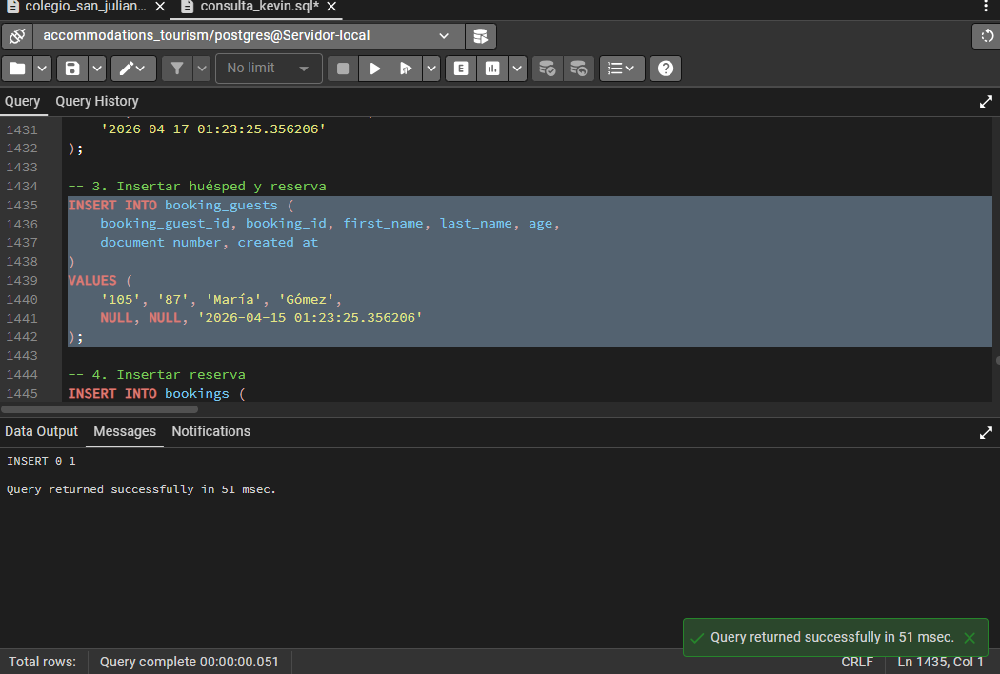 colegio_san_julian...
consulta_kevin.sql*
accommodations_tourism/postgres@Servidor-local
No limit
E
Query
Query History
1431 '2026-04-17 01:23:25.356206'
1432 );
1433
1434 -- 3. Insertar huésped y reserva
1435 INSERT INTO booking_guests (
1436 booking_guest_id, booking_id, first_name, last_name, age,
1437 document_number, created_at
1438 )
1439 VALUES (
1440 '105', '87', 'María', 'Gómez',
1441 NULL, NULL, '2026-04-15 01:23:25.356206'
1442 );
1443
1444 -- 4. Insertar reserva
1445 INSERT INTO bookings (
Data Output
Messages
Notifications
INSERT 0 1
Query returned successfully in 51 msec.
Query returned successfully in 51 msec.
Total rows:
Query complete 00:00:00.051
CRLF
Ln 1435, Col 1